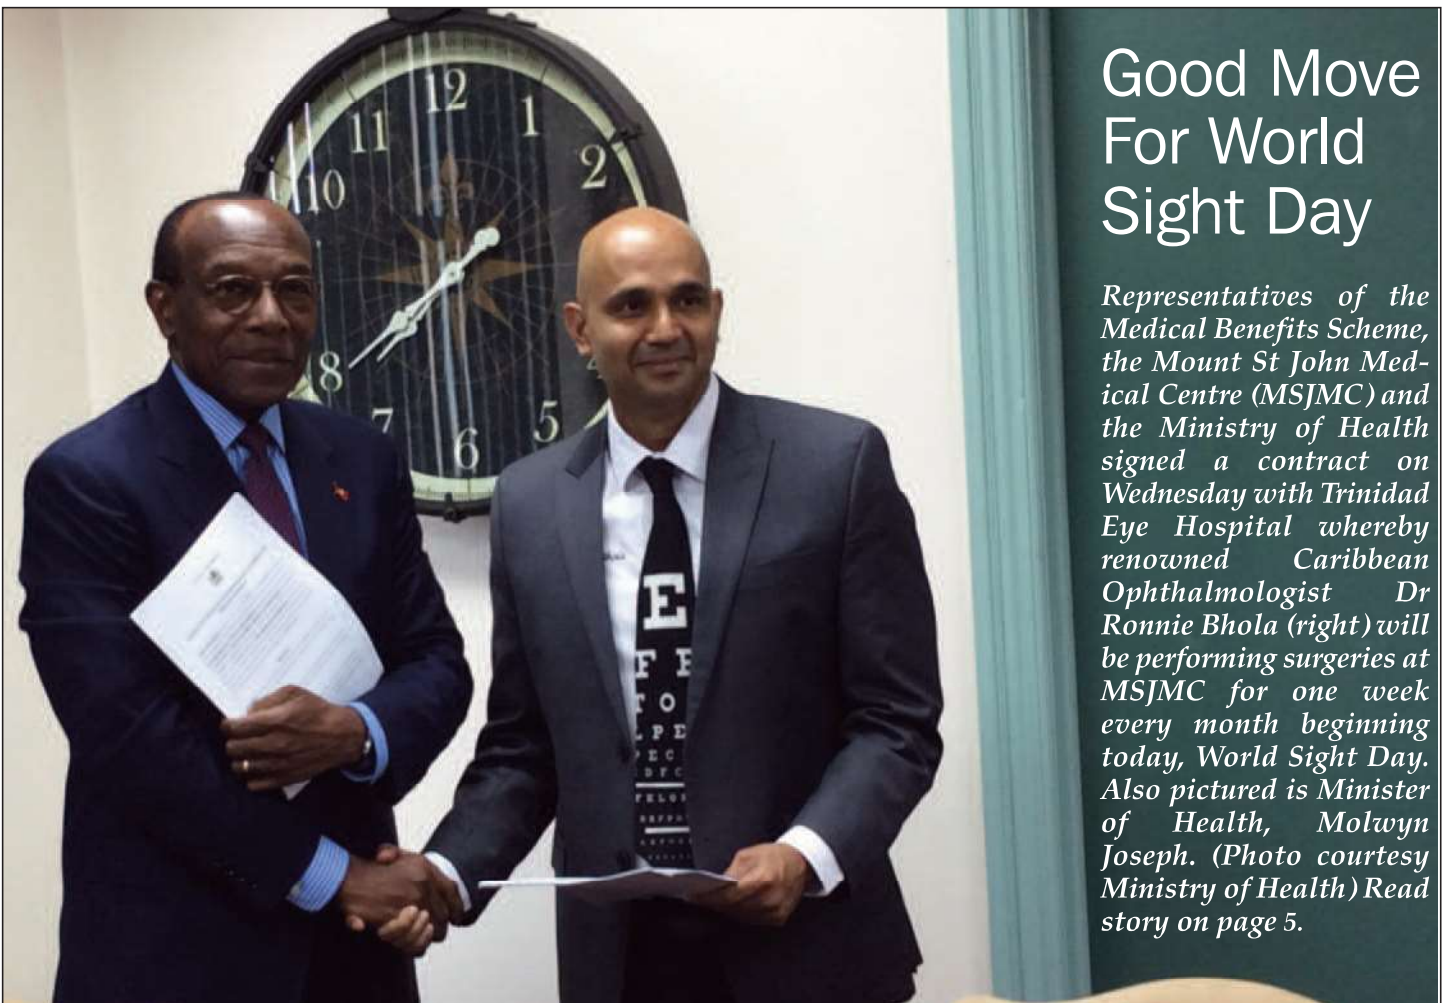 12
11
1
10
2
8
7
5
6
E
F P
T O
L P E
P E C
E D F C
F E L O P
Good Move
For World
Sight Day
Representatives of the
Medical Benefits Scheme,
the Mount St John Med-
ical Centre (MSJMC) and
the Ministry of Health
signed a contract on
Wednesday with Trinidad
Eye Hospital whereby
renowned Caribbean
Ophthalmologist Dr
Ronnie Bhola (right) will
be performing surgeries at
MSJMC for one week
every month beginning
today, World Sight Day.
Also pictured is Minister
of Health, Molwyn
Joseph. (Photo courtesy
Ministry of Health) Read
story on page 5.